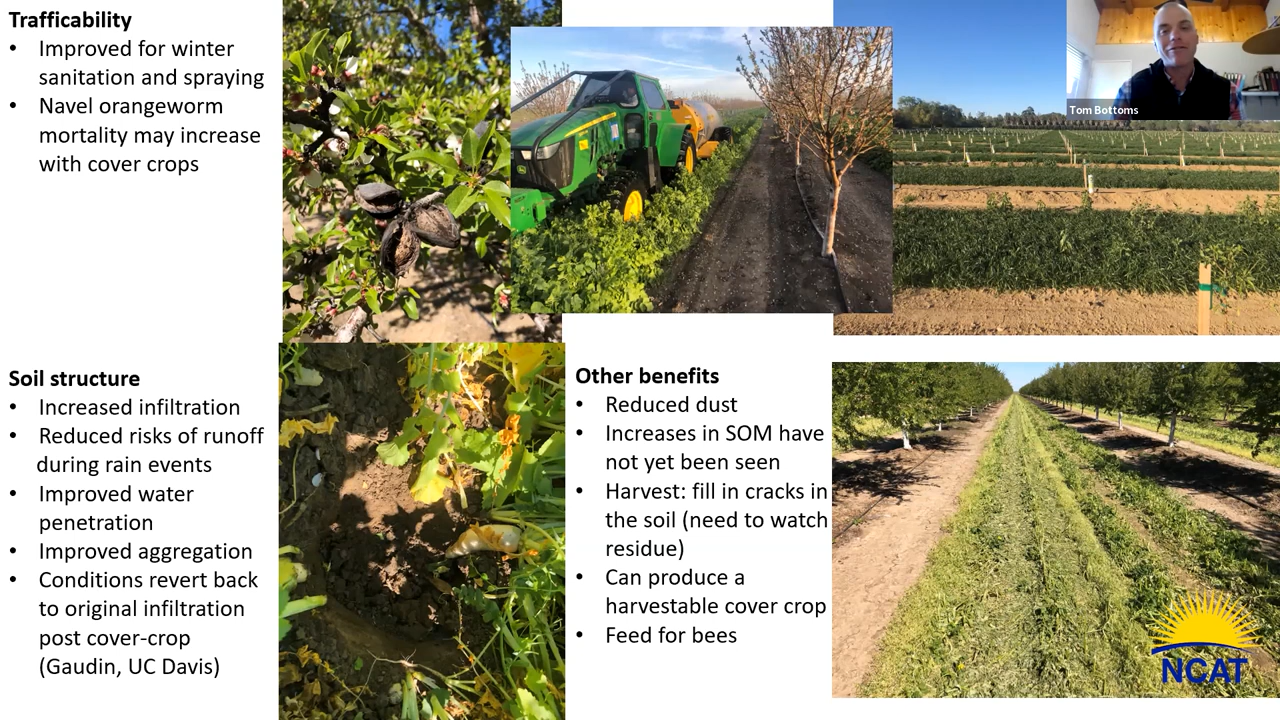 Trafficability
• Improved for winter
sanitation and spraying
• Navel orangeworm
mortality may increase
with cover crops
Tom Bottoms
Soil structure
• Increased infiltration
• Reduced risks of runoff
during rain events
• Improved water
penetration
• Improved aggregation
• Conditions revert back
to original infiltration
post cover-crop
(Gaudin, UC Davis)
Other benefits
• Reduced dust
• Increases in SOM have
not yet been seen
• Harvest: fill in cracks in
the soil (need to watch
residue)
• Can produce a
harvestable cover crop
• Feed for bees
NCAT